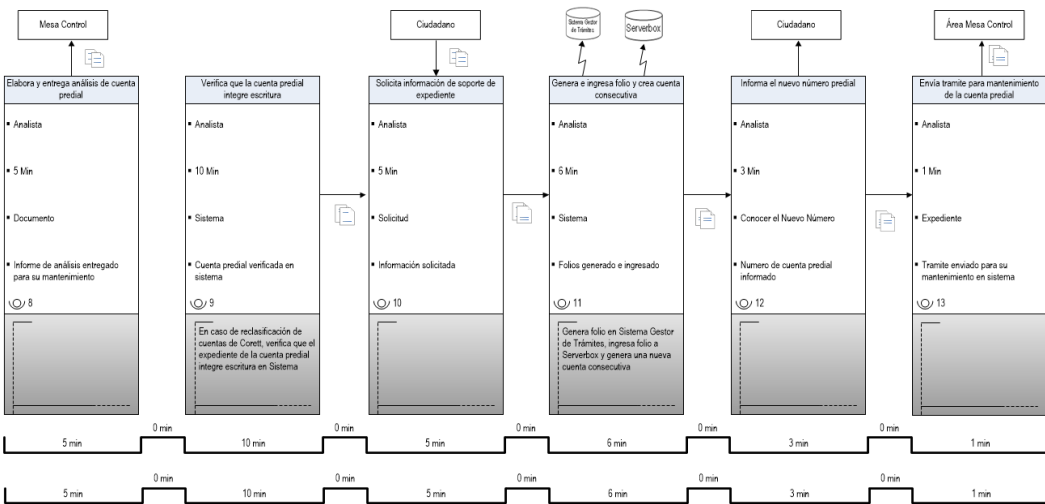 Mesa Control
Ciudadano
Sistema Gestor
de Trámites
Serverbox
Ciudadano
Área Mesa Control
Elabora y entrega análisis de cuenta
predial
▪ Analista
▪ 5 Min
▪ Documento
▪ Informe de análisis entregado
para su mantenimiento
8
Verifica que la cuenta predial
integre escritura
▪ Analista
▪ 10 Min
▪ Sistema
▪ Cuenta predial verificada en
sistema
9
En caso de reclasificación de
cuentas de Corett, verifica que el
expediente de la cuenta predial
integre escritura en Sistema
Solicita información de soporte de
expediente
▪ Analista
▪ 5 Min
▪ Solicitud
▪ Información solicitada
10
Genera e ingresa folio y crea cuenta
consecutiva
▪ Analista
▪ 6 Min
▪ Sistema
▪ Folios generado e ingresado
11
Genera folio en Sistema Gestor
de Trámites, ingresa folio a
Serverbox y genera una nueva
cuenta consecutiva
Informa el nuevo número predial
▪ Analista
▪ 3 Min
▪ Conocer el Nuevo Número
▪ Numero de cuenta predial
informado
12
Envía tramite para mantenimiento
de la cuenta predial
▪ Analista
▪ 1 Min
▪ Expediente
▪ Tramite enviado para su
mantenimiento en sistema
13
5 min 0 min 10 min 0 min 5 min 0 min 6 min 0 min 3 min 0 min 1 min
5 min 0 min 10 min 0 min 5 min 0 min 6 min 0 min 3 min 0 min 1 min